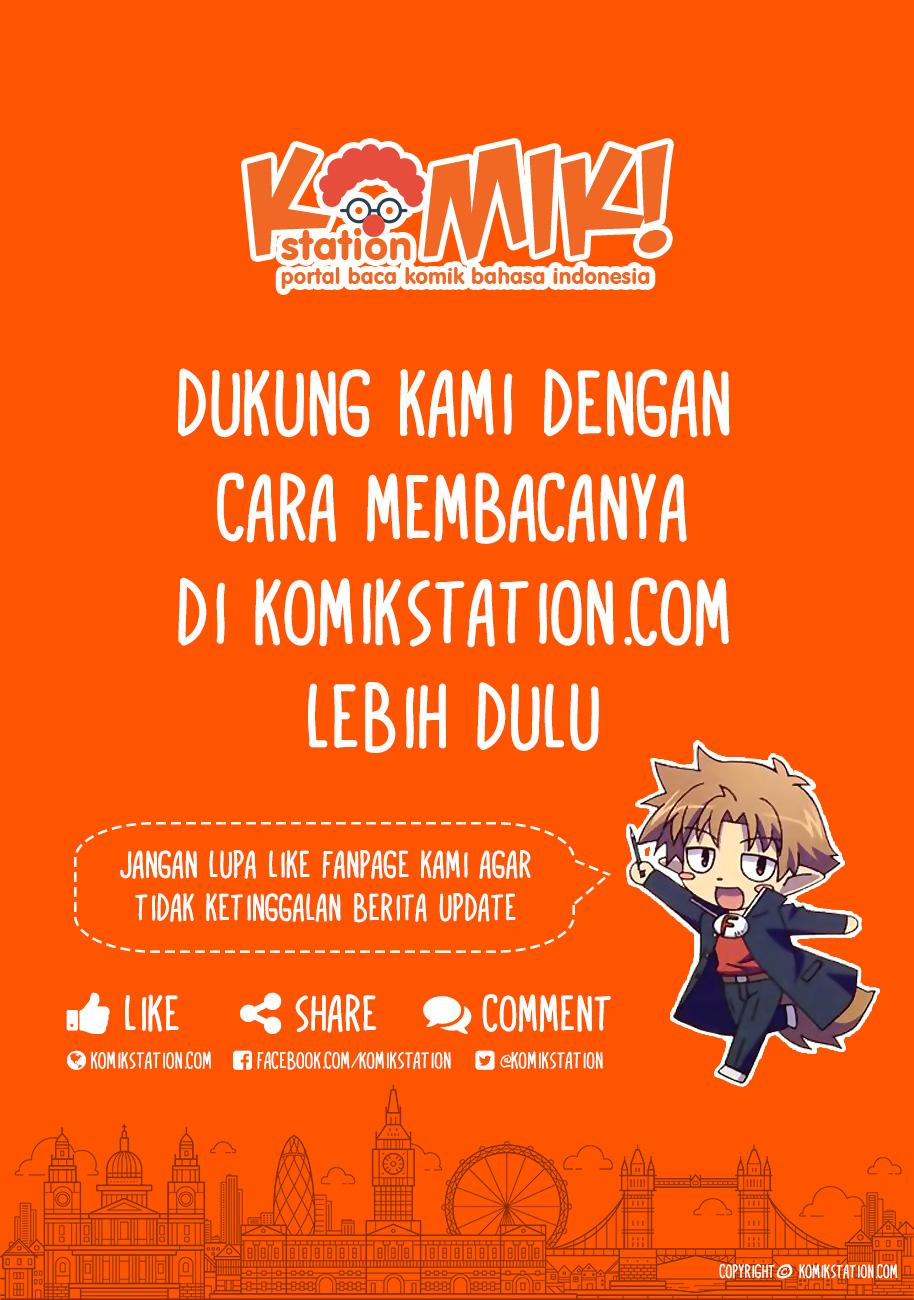 KOMIK!
station
portal baca komik bahasa indonesia
DUKUNG KAMI DENGAN
CARA MEMBACANYA
DI KOMIKSTATION.COM
LEBIH DULU
JANGAN LUPA LIKE FANPAGE KAMI AGAR
TIDAK KETINGGALAN BERITA UPDATE
LIKE SHARE COMMENT
KOMIKSTATION.COM FACEBOOK.COM/KOMIKSTATION @KOMIKSTATION
F
COPYRIGHT © KOMIKSTATION.COM